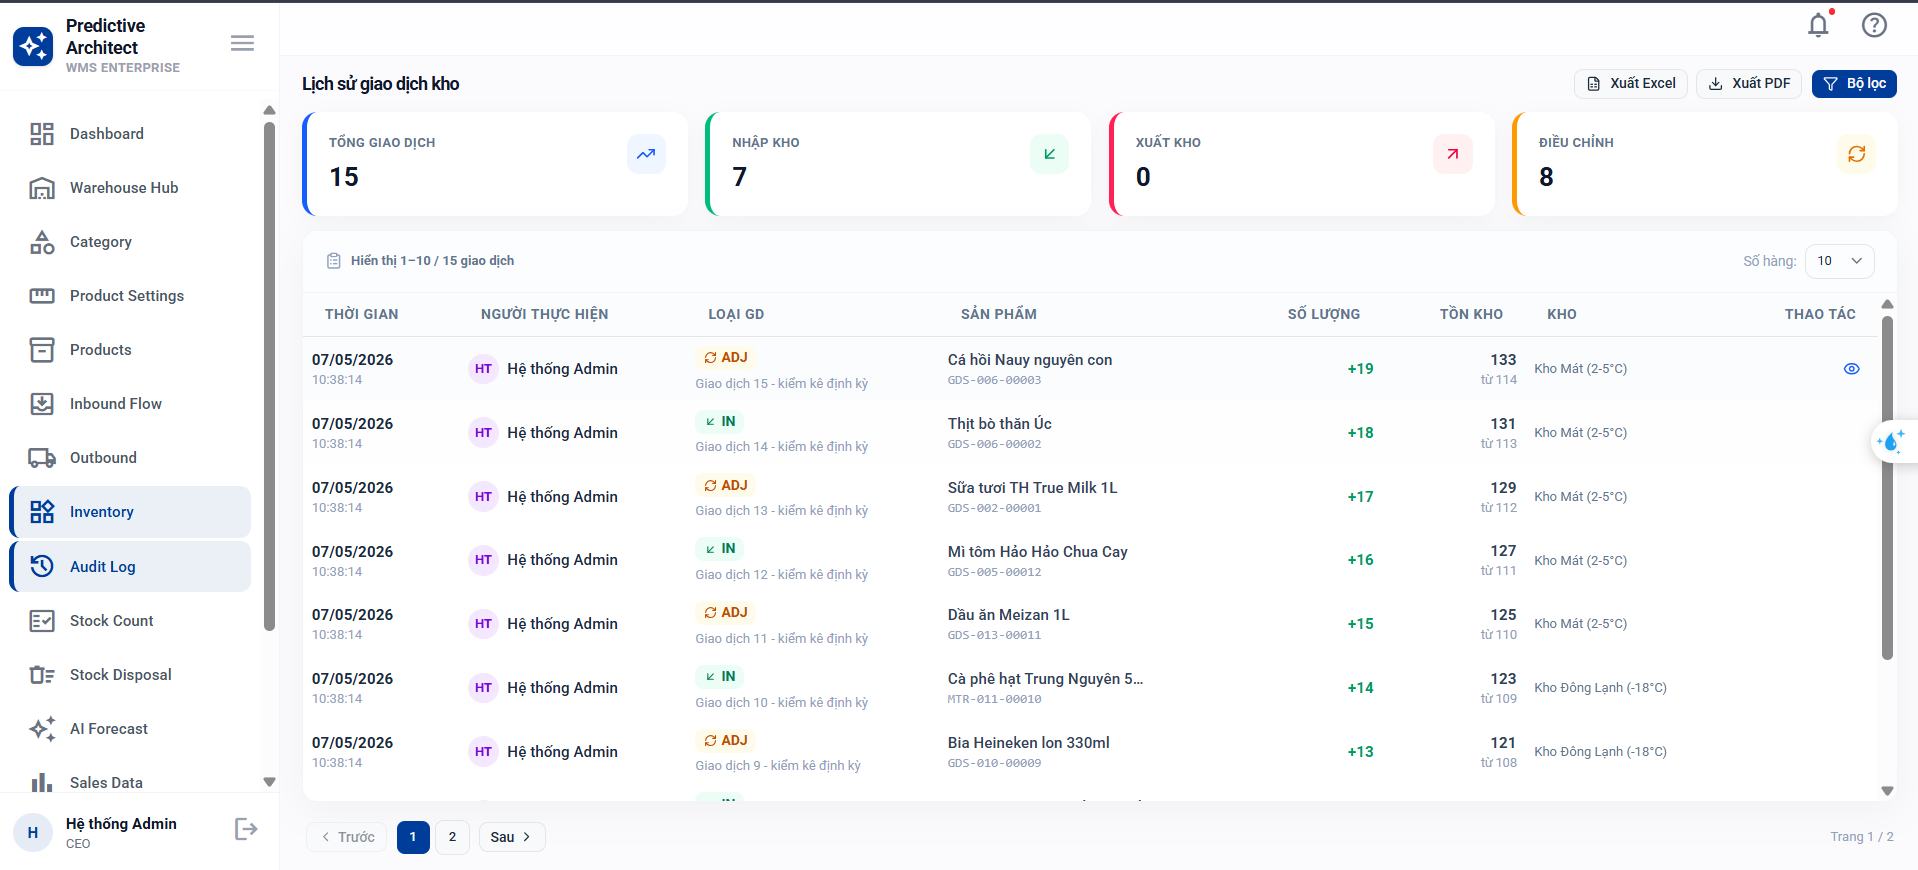 Predictive
Architect
WMS ENTERPRISE
Dashboard
Warehouse Hub
Category
Product Settings
Products
Inbound Flow
Outbound
Inventory
Audit Log
Stock Count
Stock Disposal
AI Forecast
Sales Data
H
Hệ thống Admin
CEO
Lịch sử giao dịch kho
Xuất Excel
Xuất PDF
Bộ lọc
TỔNG GIAO DỊCH
15
NHẬP KHO
7
XUẤT KHO
0
ĐIỀU CHỈNH
8
Hiển thị 1–10 / 15 giao dịch
Số hàng: 10
THỜI GIAN NGƯỜI THỰC HIỆN LOẠI GD SẢN PHẨM SỐ LƯỢNG TỒN KHO KHO THAO TÁC
07/05/2026 10:38:14 HT Hệ thống Admin ADJ Giao dịch 15 - kiểm kê định kỳ Cá hồi Nauy nguyên con GDS-006-00003 +19 133 từ 114 Kho Mát (2-5°C)
07/05/2026 10:38:14 HT Hệ thống Admin IN Giao dịch 14 - kiểm kê định kỳ Thịt bò thăn Úc GDS-006-00002 +18 131 từ 113 Kho Mát (2-5°C)
07/05/2026 10:38:14 HT Hệ thống Admin ADJ Giao dịch 13 - kiểm kê định kỳ Sữa tươi TH True Milk 1L GDS-002-00001 +17 129 từ 112 Kho Mát (2-5°C)
07/05/2026 10:38:14 HT Hệ thống Admin IN Giao dịch 12 - kiểm kê định kỳ Mì tôm Hảo Hảo Chua Cay GDS-005-00012 +16 127 từ 111 Kho Mát (2-5°C)
07/05/2026 10:38:14 HT Hệ thống Admin ADJ Giao dịch 11 - kiểm kê định kỳ Dầu ăn Meizan 1L GDS-013-00011 +15 125 từ 110 Kho Mát (2-5°C)
07/05/2026 10:38:14 HT Hệ thống Admin IN Giao dịch 10 - kiểm kê định kỳ Cà phê hạt Trung Nguyên 5... MTR-011-00010 +14 123 từ 109 Kho Đông Lạnh (-18°C)
07/05/2026 10:38:14 HT Hệ thống Admin ADJ Giao dịch 9 - kiểm kê định kỳ Bia Heineken lon 330ml GDS-010-00009 +13 121 từ 108 Kho Đông Lạnh (-18°C)
Trước 1 2 Sau
Trang 1 / 2